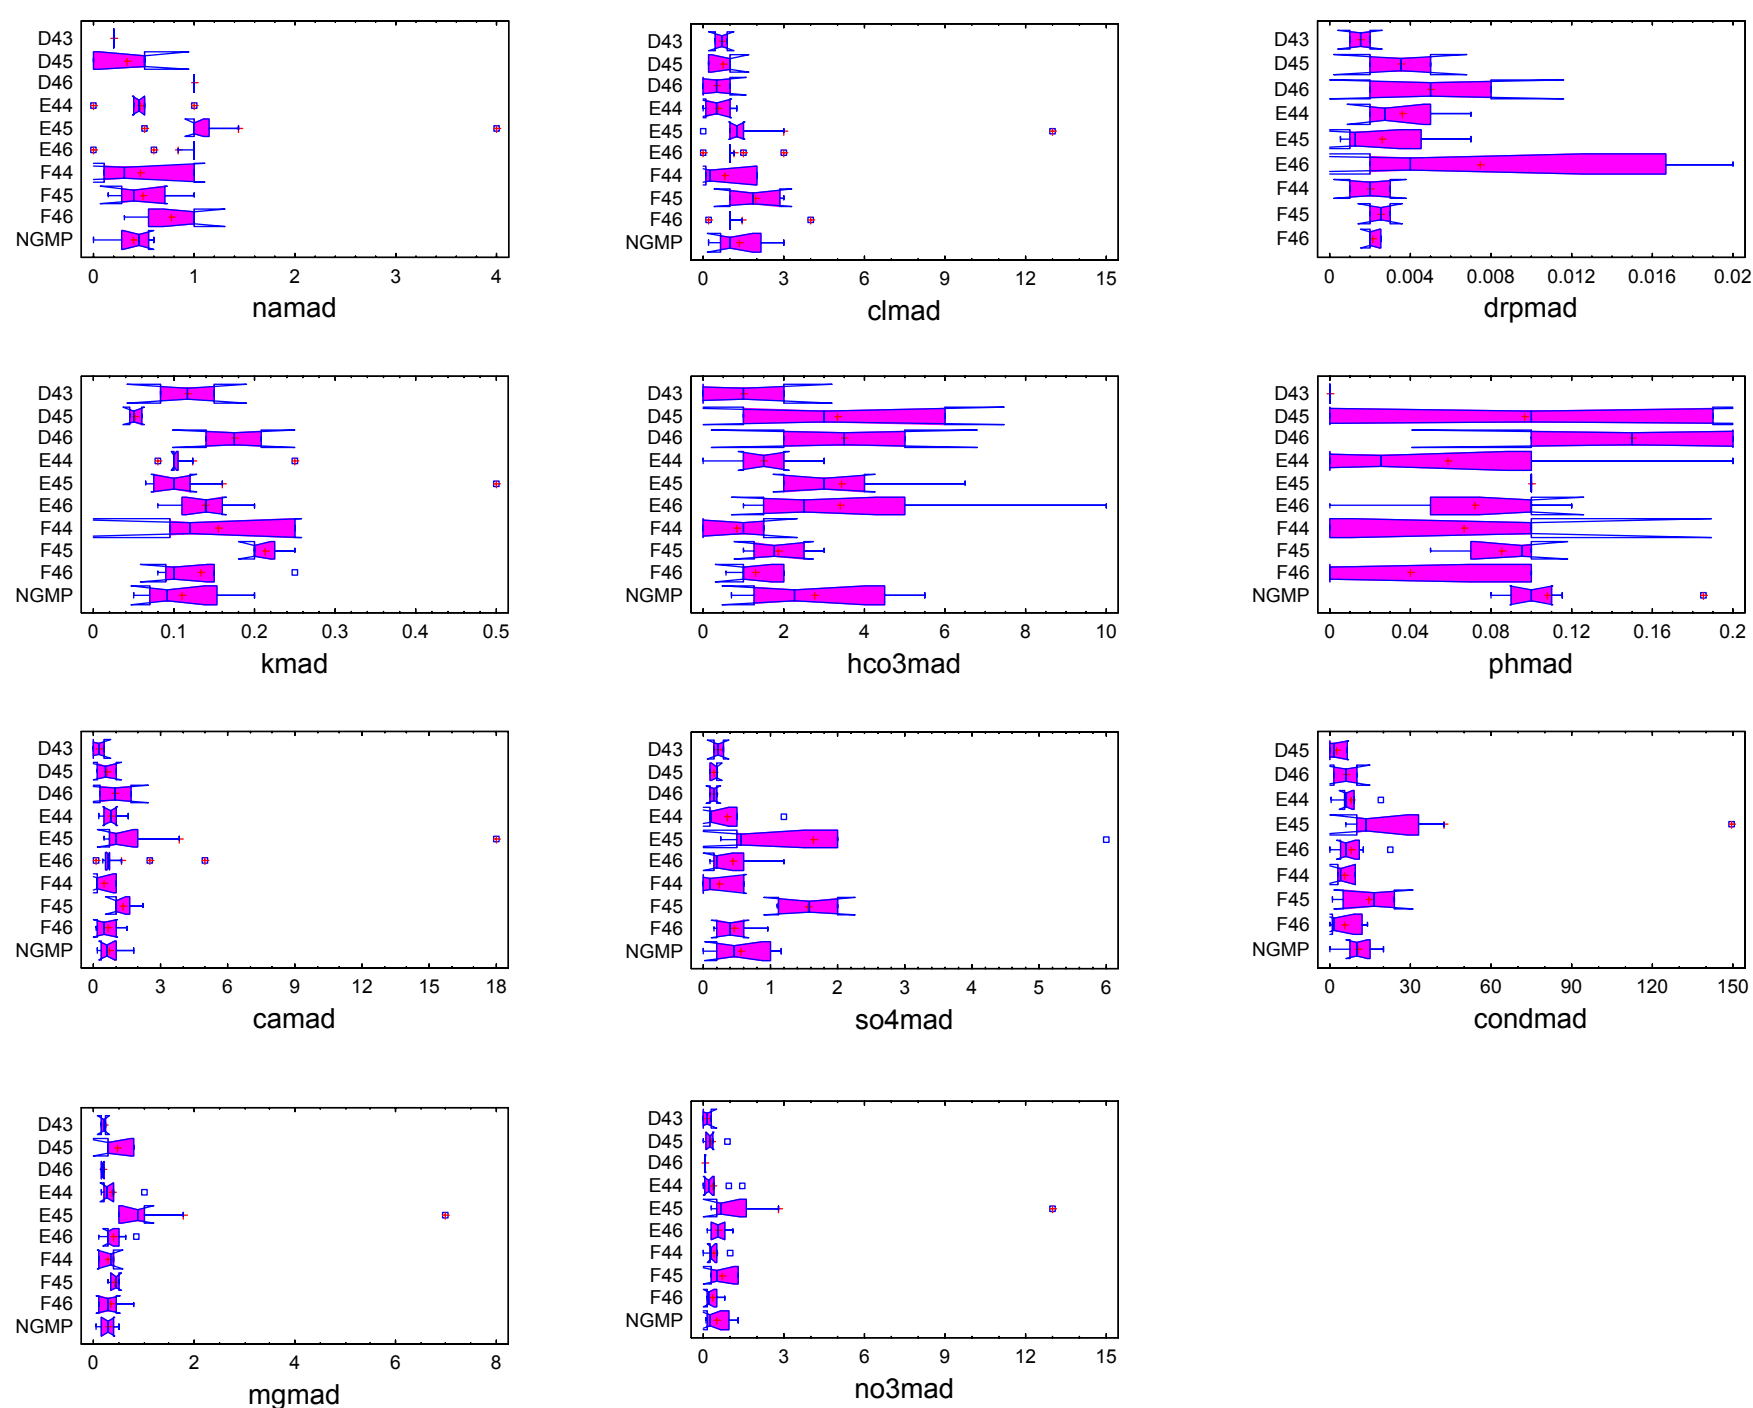 D43
D45
D46
E44
E45
E46
F44
F45
F46
NGMP
0 1 2 3 4
namad
D43
D45
D46
E44
E45
E46
F44
F45
F46
NGMP
0 3 6 9 12 15
clmad
D43
D45
D46
E44
E45
E46
F44
F45
F46
0 0.004 0.008 0.012 0.016 0.02
drpmad
D43
D45
D46
E44
E45
E46
F44
F45
F46
NGMP
0 0.1 0.2 0.3 0.4 0.5
kmad
D43
D45
D46
E44
E45
E46
F44
F45
F46
NGMP
0 2 4 6 8 10
hco3mad
D43
D45
D46
E44
E45
E46
F44
F45
F46
NGMP
0 0.04 0.08 0.12 0.16 0.2
phmad
D43
D45
D46
E44
E45
E46
F44
F45
F46
NGMP
0 3 6 9 12 15 18
camad
D43
D45
D46
E44
E45
E46
F44
F45
F46
NGMP
0 1 2 3 4 5 6
so4mad
D45
D46
E44
E45
E46
F44
F45
F46
NGMP
0 30 60 90 120 150
condmad
D43
D45
D46
E44
E45
E46
F44
F45
F46
NGMP
0 2 4 6 8
mgmad
D43
D45
D46
E44
E45
E46
F44
F45
F46
NGMP
0 3 6 9 12 15
no3mad